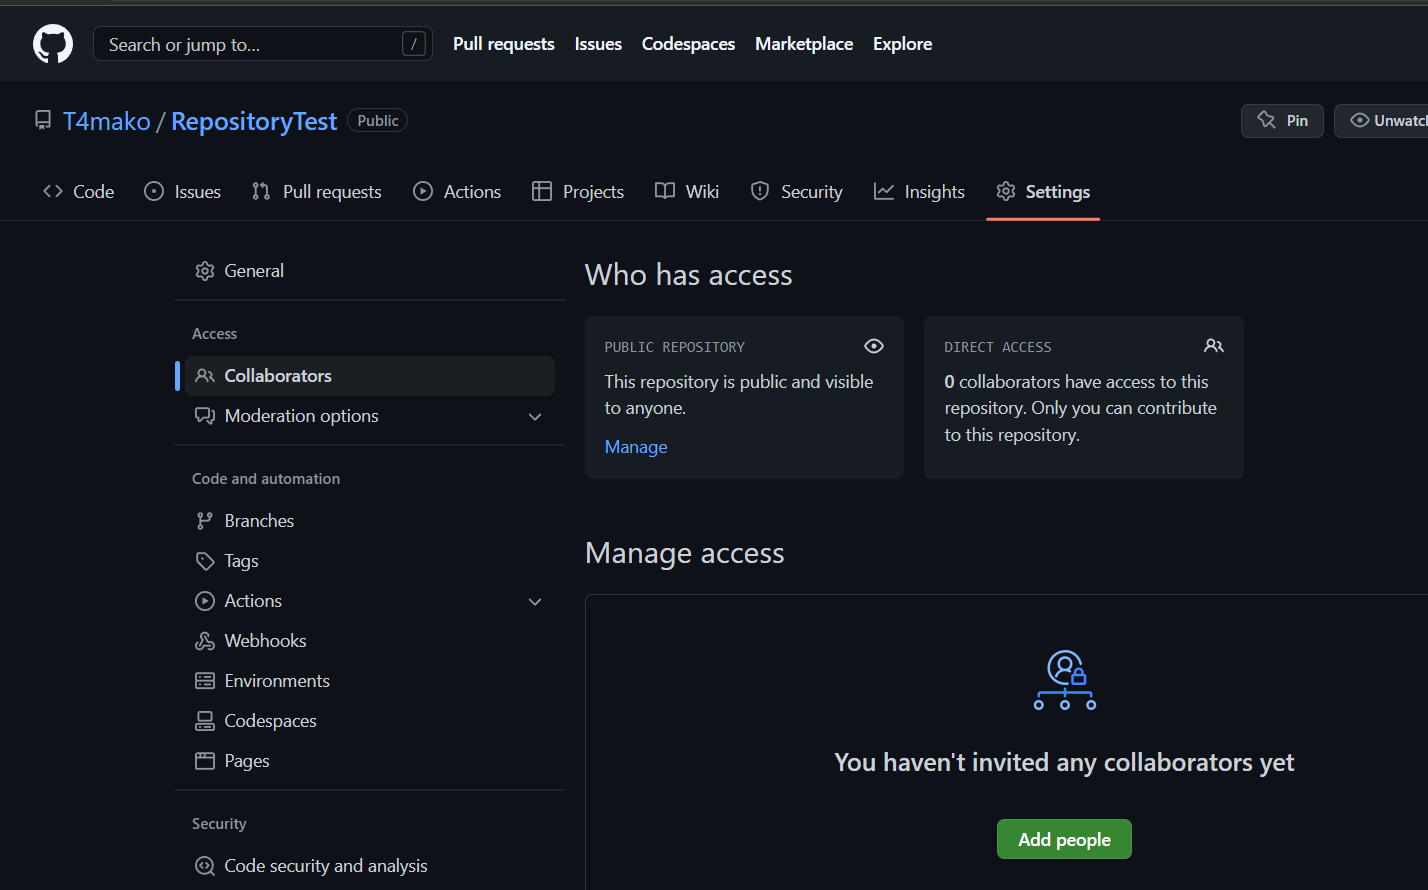 Search or jump to... /
Pull requests Issues Codespaces Marketplace Explore
T4mako / RepositoryTest Public
Pin
Unwatch
Code Issues Pull requests Actions Projects Wiki Security Insights Settings
General
Access
Collaborators
Moderation options
Code and automation
Branches
Tags
Actions
Webhooks
Environments
Codespaces
Pages
Security
Code security and analysis
Who has access
PUBLIC REPOSITORY
This repository is public and visible
to anyone.
Manage
DIRECT ACCESS
0 collaborators have access to this
repository. Only you can contribute
to this repository.
Manage access
You haven't invited any collaborators yet
Add people